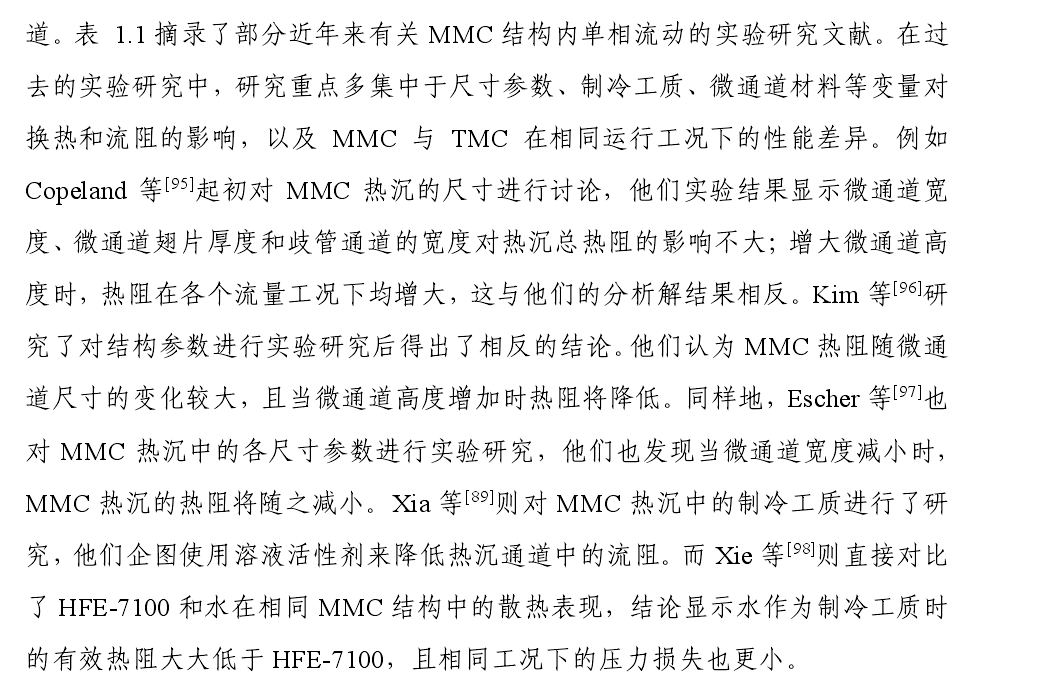 道。表 1.1 摘录了部分近年来有关 MMC 结构内单相流动的实验研究文献。在过
去的实验研究中，研究重点多集中于尺寸参数、制冷工质、微通道材料等变量对
换热和流阻的影响，以及 MMC 与 TMC 在相同运行工况下的性能差异。例如
Copeland 等[95]起初对 MMC 热沉的尺寸进行讨论，他们实验结果显示微通道宽
度、微通道翅片厚度和歧管通道的宽度对热沉总热阻的影响不大；增大微通道高
度时，热阻在各个流量工况下均增大，这与他们的分析解结果相反。Kim 等[96]研
究了对结构参数进行实验研究后得出了相反的结论。他们认为 MMC 热阻随微通
道尺寸的变化较大，且当微通道高度增加时热阻将降低。同样地，Escher 等[97]也
对 MMC 热沉中的各尺寸参数进行实验研究，他们也发现当微通道宽度减小时，
MMC 热沉的热阻将随之减小。Xia 等[89]则对 MMC 热沉中的制冷工质进行了研
究，他们企图使用溶液活性剂来降低热沉通道中的流阻。而 Xie 等[98]则直接对比
了 HFE-7100 和水在相同 MMC 结构中的散热表现，结论显示水作为制冷工质时
的有效热阻大大低于 HFE-7100，且相同工况下的压力损失也更小。